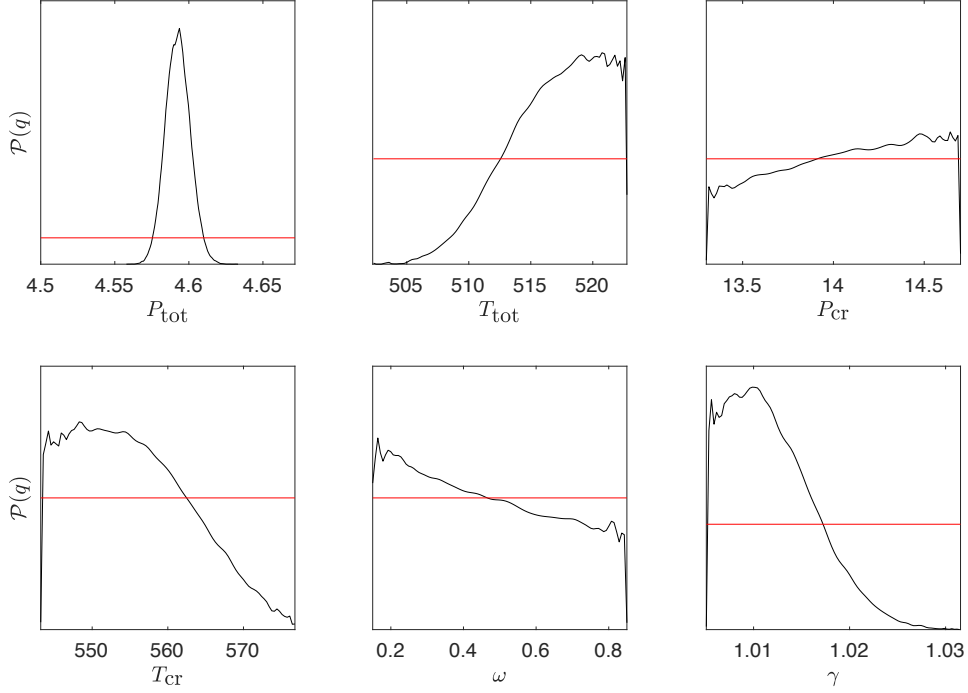 𝒫(q)
4.5 4.55 4.6 4.65
P_tot
505 510 515 520
T_tot
13.5 14 14.5
P_cr
𝒫(q)
550 560 570
T_cr
0.2 0.4 0.6 0.8
ω
1.01 1.02 1.03
γ